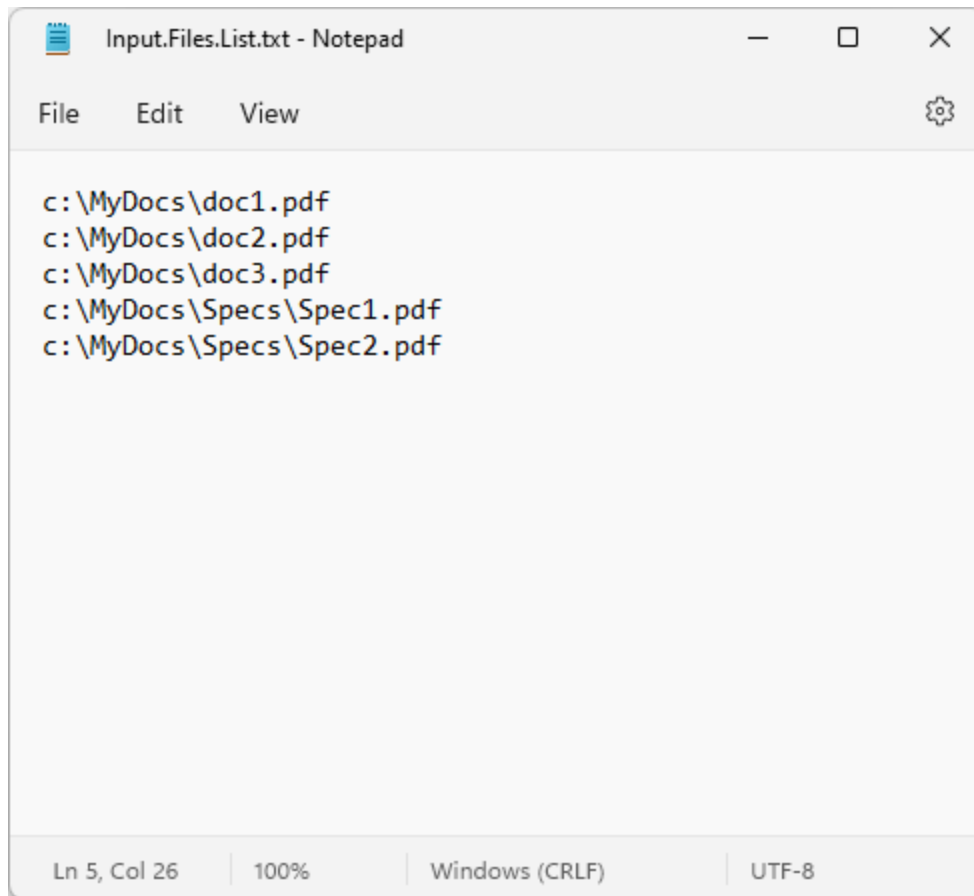 Input.Files.List.txt - Notepad
File Edit View
c:\MyDocs\doc1.pdf
c:\MyDocs\doc2.pdf
c:\MyDocs\doc3.pdf
c:\MyDocs\Specs\Spec1.pdf
c:\MyDocs\Specs\Spec2.pdf
Ln 5, Col 26 100% Windows (CRLF) UTF-8